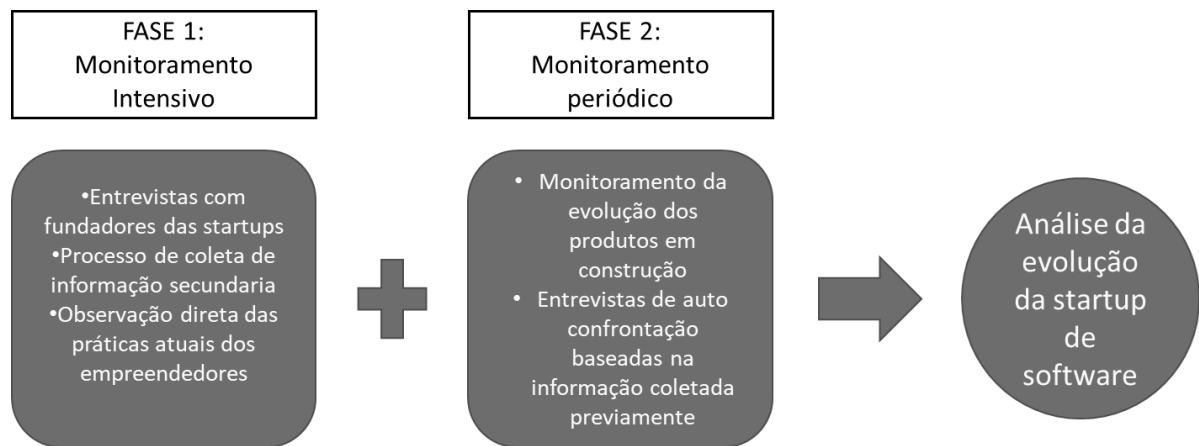 FASE 1:
Monitoramento
Intensivo
FASE 2:
Monitoramento
periódico
•Entrevistas com
fundadores das startups
•Processo de coleta de
informação secundaria
•Observação direta das
práticas atuais dos
empreendedores
• Monitoramento da
evolução dos
produtos em
construção
• Entrevistas de auto
confrontação
baseadas na
informação coletada
previamente
Análise da
evolução
da startup
de
software